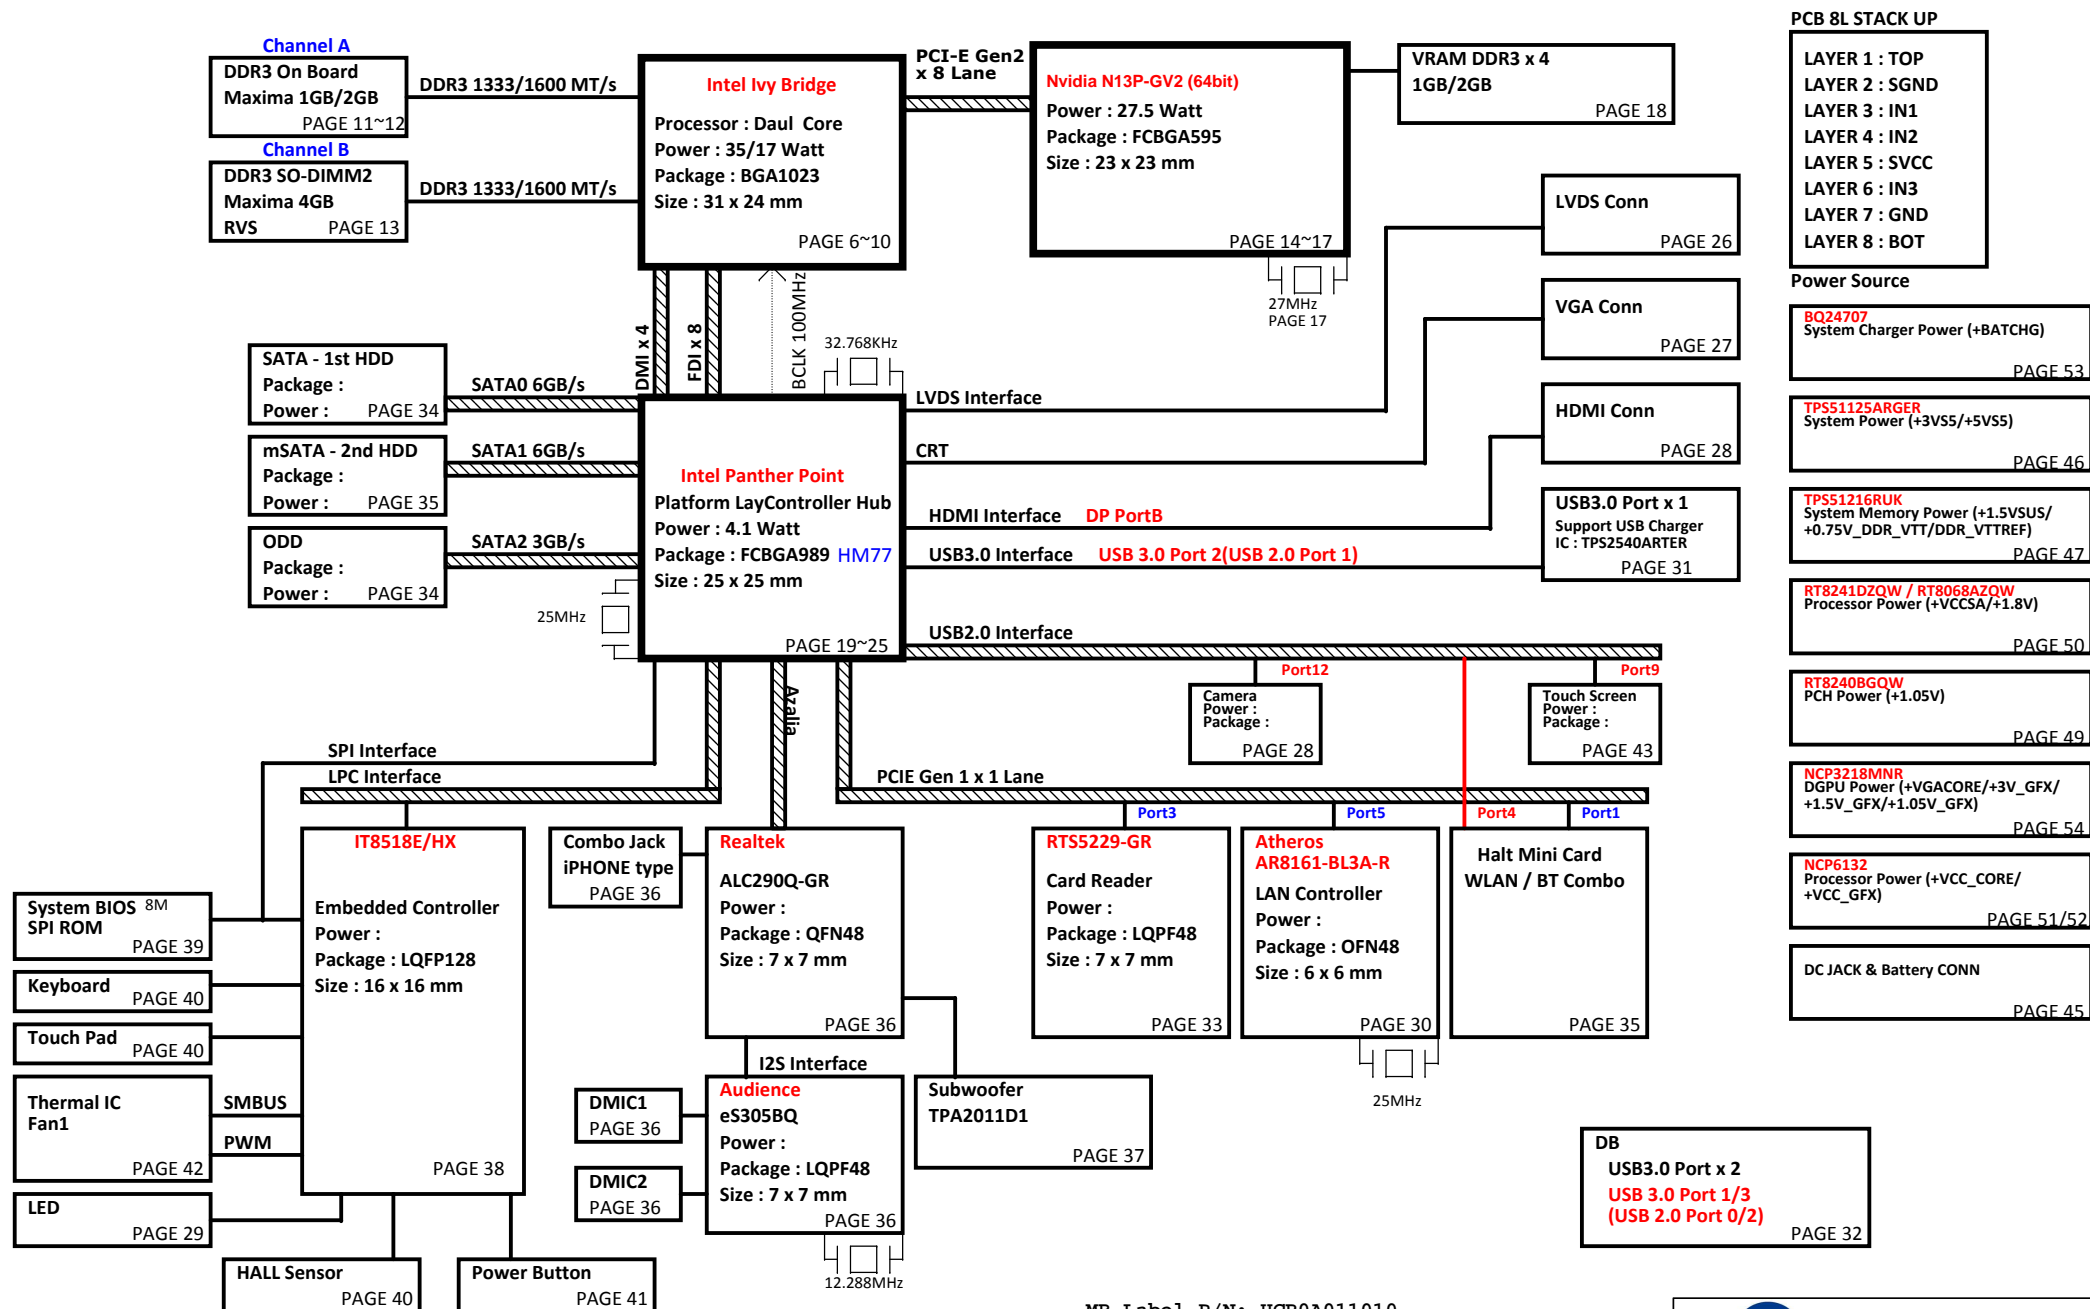 Channel A
DDR3 On Board
Maxima 1GB/2GB
PAGE 11~12
DDR3 1333/1600 MT/s
Channel B
DDR3 SO-DIMM2
Maxima 4GB
RVS PAGE 13
DDR3 1333/1600 MT/s
Intel Ivy Bridge
Processor : Daul Core
Power : 35/17 Watt
Package : BGA1023
Size : 31 x 24 mm
PAGE 6~10
PCI-E Gen2
x 8 Lane
Nvidia N13P-GV2 (64bit)
Power : 27.5 Watt
Package : FCBGA595
Size : 23 x 23 mm
PAGE 14~17
27MHz
PAGE 17
VRAM DDR3 x 4
1GB/2GB
PAGE 18
LVDS Conn
PAGE 26
VGA Conn
PAGE 27
HDMI Conn
PAGE 28
USB3.0 Port x 1
Support USB Charger
IC : TPS2540ARTER
PAGE 31
DMI x 4
FDI x 8
BCLK 100MHz
32.768KHz
SATA - 1st HDD
Package :
Power : PAGE 34
SATA0 6GB/s
mSATA - 2nd HDD
Package :
Power : PAGE 35
SATA1 6GB/s
ODD
Package :
Power : PAGE 34
SATA2 3GB/s
25MHz
Intel Panther Point
Platform LayController Hub
Power : 4.1 Watt
Package : FCBGA989 HM77
Size : 25 x 25 mm
PAGE 19~25
LVDS Interface
CRT
HDMI Interface DP PortB
USB3.0 Interface USB 3.0 Port 2(USB 2.0 Port 1)
USB2.0 Interface
Port12
Port9
Camera
Power :
Package :
PAGE 28
Touch Screen
Power :
Package :
PAGE 43
Azalia
SPI Interface
LPC Interface
PCIE Gen 1 x 1 Lane
Port3
Port5
Port4
Port1
IT8518E/HX
Embedded Controller
Power :
Package : LQFP128
Size : 16 x 16 mm
PAGE 38
System BIOS 8M
SPI ROM
PAGE 39
Keyboard
PAGE 40
Touch Pad
PAGE 40
Thermal IC
Fan1
PAGE 42
SMBUS
PWM
LED
PAGE 29
HALL Sensor
PAGE 40
Power Button
PAGE 41
Combo Jack
iPHONE type
PAGE 36
Realtek
ALC290Q-GR
Power :
Package : QFN48
Size : 7 x 7 mm
PAGE 36
I2S Interface
DMIC1
PAGE 36
DMIC2
PAGE 36
Audience
eS305BQ
Power :
Package : LQPF48
Size : 7 x 7 mm
PAGE 36
12.288MHz
Subwoofer
TPA2011D1
PAGE 37
RTS5229-GR
Card Reader
Power :
Package : LQPF48
Size : 7 x 7 mm
PAGE 33
Atheros
AR8161-BL3A-R
LAN Controller
Power :
Package : OFN48
Size : 6 x 6 mm
PAGE 30
25MHz
Halt Mini Card
WLAN / BT Combo
PAGE 35
DB
USB3.0 Port x 2
USB 3.0 Port 1/3
(USB 2.0 Port 0/2)
PAGE 32
PCB 8L STACK UP
LAYER 1 : TOP
LAYER 2 : SGND
LAYER 3 : IN1
LAYER 4 : IN2
LAYER 5 : SVCC
LAYER 6 : IN3
LAYER 7 : GND
LAYER 8 : BOT
Power Source
BQ24707
System Charger Power (+BATCHG)
PAGE 53
TPS51125ARGER
System Power (+3VS5/+5VS5)
PAGE 46
TPS51216RUK
System Memory Power (+1.5VSUS/
+0.75V_DDR_VTT/DDR_VTTREF)
PAGE 47
RT8241DZQW / RT8068AZQW
Processor Power (+VCCSA/+1.8V)
PAGE 50
RT8240BGQW
PCH Power (+1.05V)
PAGE 49
NCP3218MNR
DGPU Power (+VGACORE/+3V_GFX/
+1.5V_GFX/+1.05V_GFX)
PAGE 54
NCP6132
Processor Power (+VCC_CORE/
+VCC_GFX)
PAGE 51/52
DC JACK & Battery CONN
PAGE 45